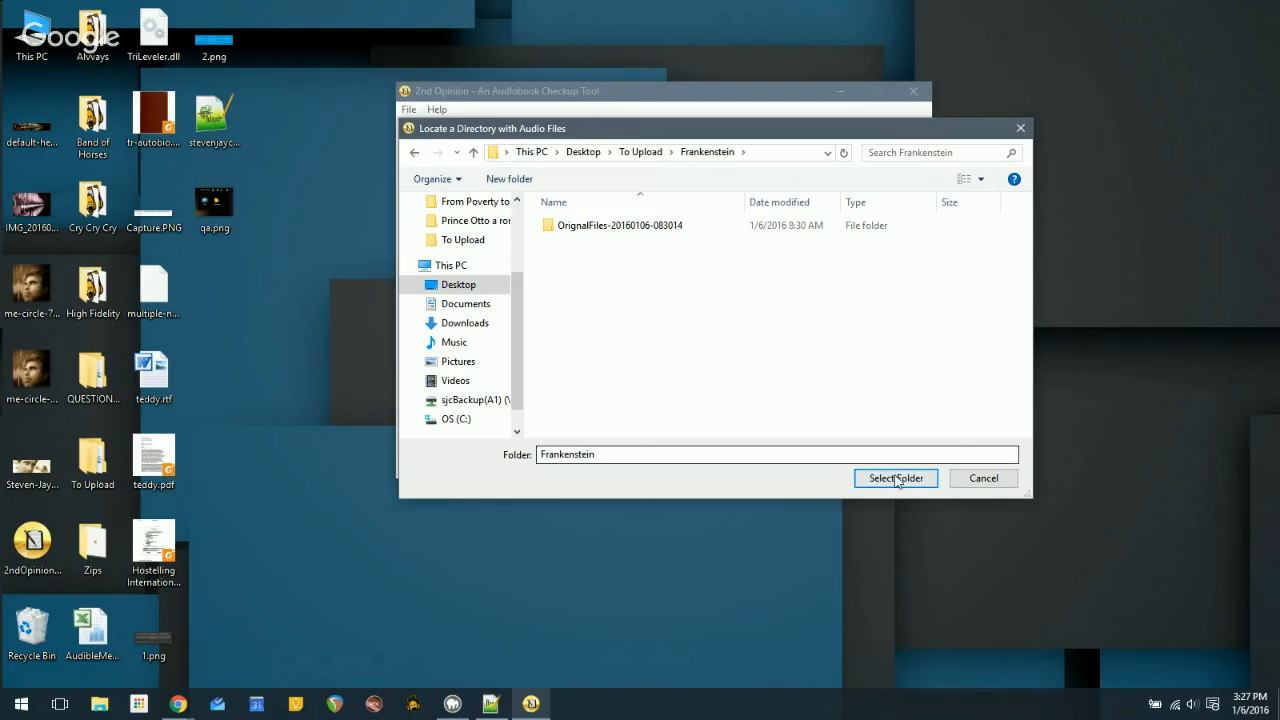 Google
This PC
Alvvays
TriLeveler.dll
2.png
default-he...
Band of
Horses
tr-autobio...
stevenjayc...
IMG_20160...
Cry Cry Cry
Capture.PNG
qa.png
me-circle-7...
High Fidelity
multiple-n...
me-circle-...
QUESTION...
teddy.rtf
Steven-Jay...
To Upload
teddy.pdf
2ndOpinion...
Zips
Hostelling
Internation...
Recycle Bin
AudibleMe...
1.png
2nd Opinion - An Audiobook Checkup Tool
File Help
Locate a Directory with Audio Files
This PC > Desktop > To Upload > Frankenstein >
Search Frankenstein
Organize
New folder
From Poverty to
Prince Otto a ror
To Upload
This PC
Desktop
Documents
Downloads
Music
Pictures
Videos
sjcBackup(A1) (\
OS (C:)
Name Date modified Type Size
OrignalFiles-20160106-083014 1/6/2016 8:30 AM File folder
Folder: Frankenstein
Select Folder
Cancel
3:27 PM
1/6/2016